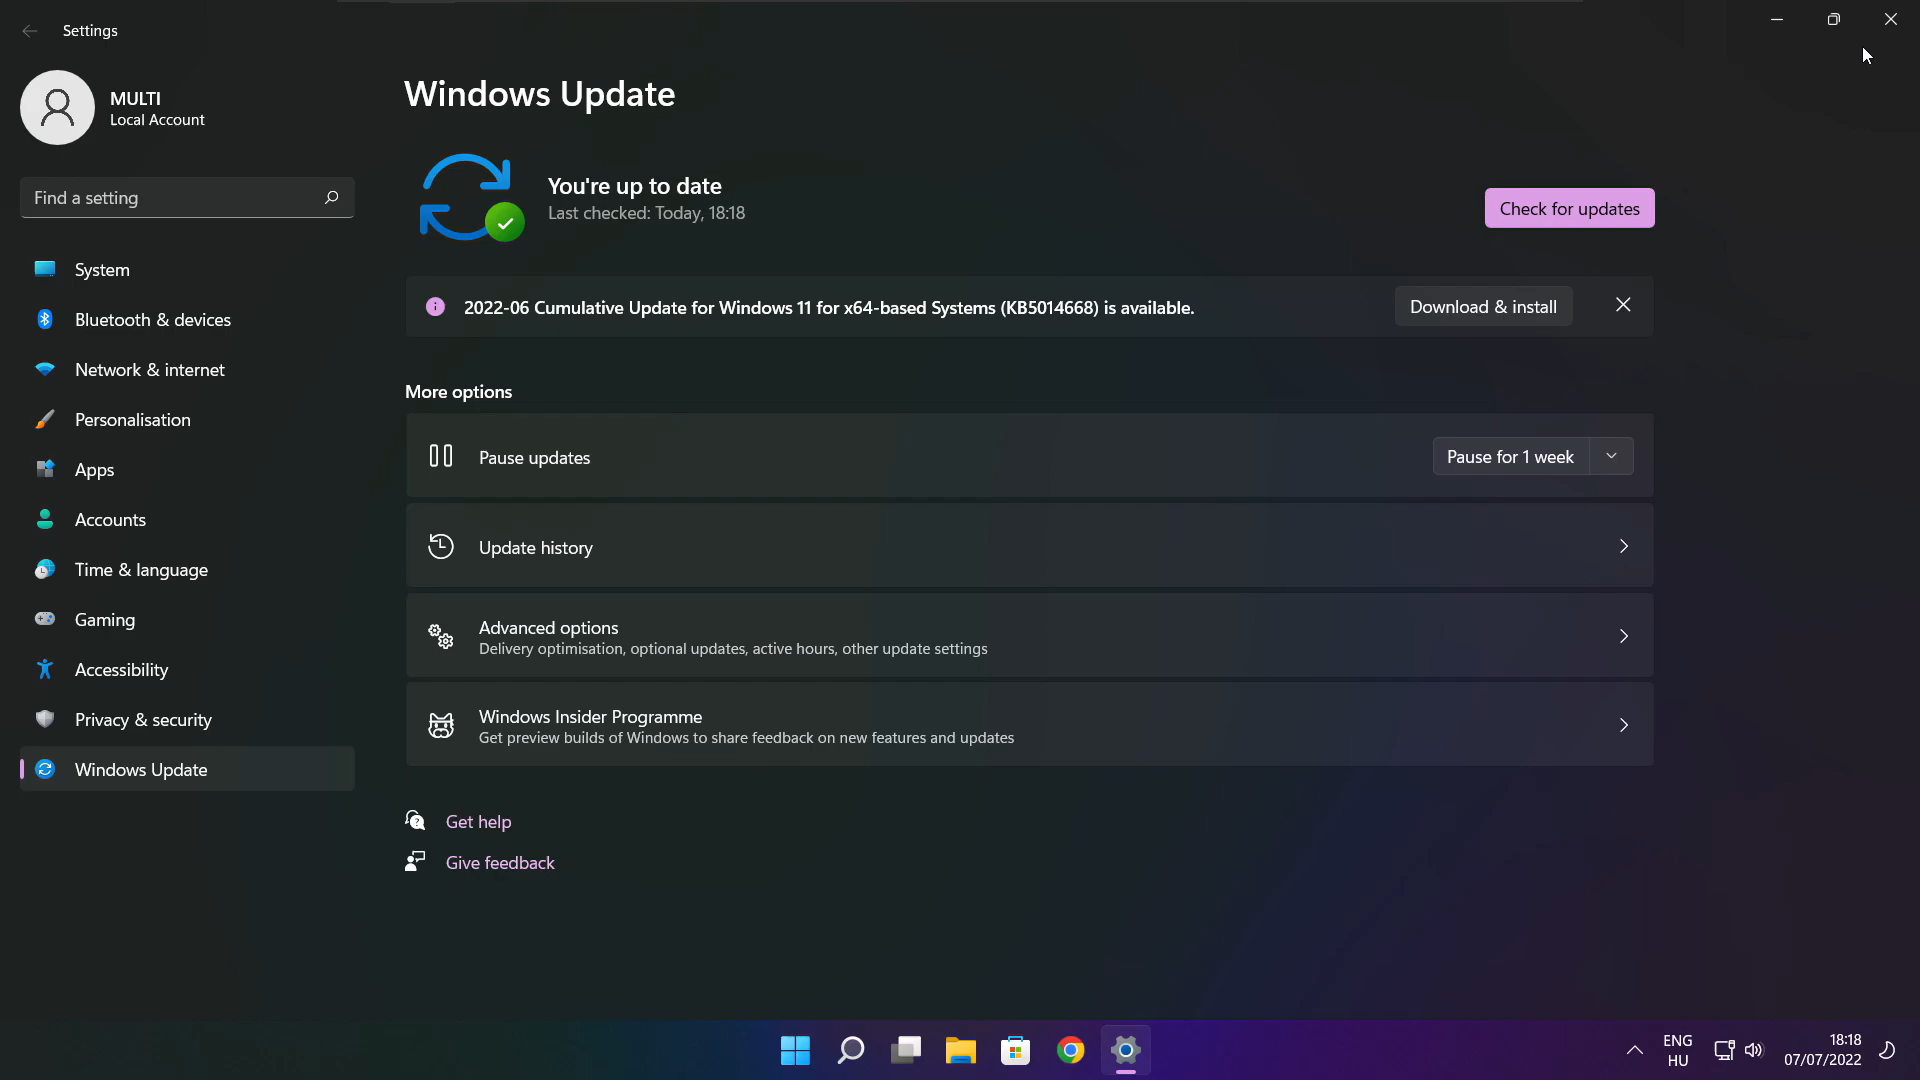 Settings
MULTI
Local Account
Find a setting
System
Bluetooth & devices
Network & internet
Personalisation
Apps
Accounts
Time & language
Gaming
Accessibility
Privacy & security
Windows Update
Windows Update
You're up to date
Last checked: Today, 18:18
Check for updates
2022-06 Cumulative Update for Windows 11 for x64-based Systems (KB5014668) is available.
Download & install
More options
Pause updates
Pause for 1 week
Update history
Advanced options
Delivery optimisation, optional updates, active hours, other update settings
Windows Insider Programme
Get preview builds of Windows to share feedback on new features and updates
Get help
Give feedback
ENG
HU
18:18
07/07/2022